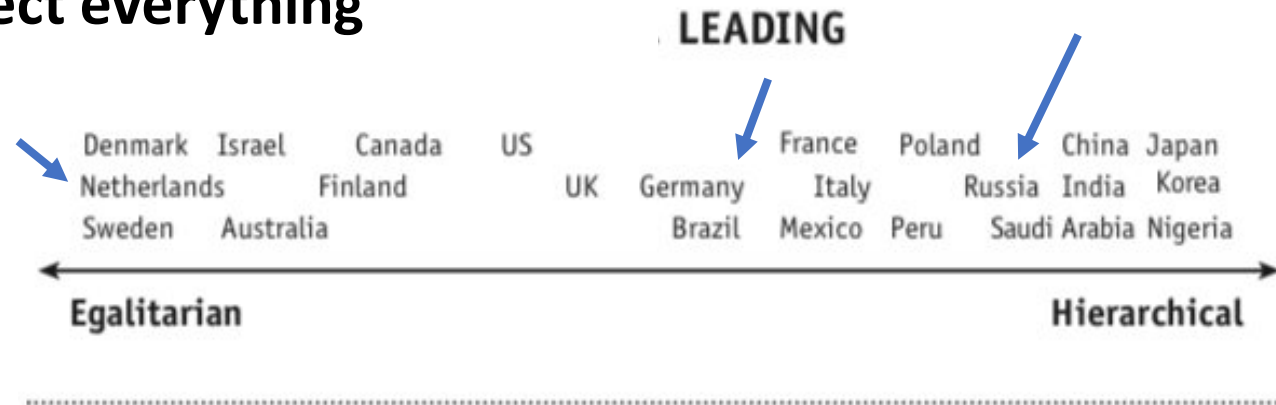 ect everything
LEADING
Denmark Israel Canada US France Poland China Japan
Netherlands Finland UK Germany Italy Russia India Korea
Sweden Australia Brazil Mexico Peru Saudi Arabia Nigeria
Egalitarian Hierarchical